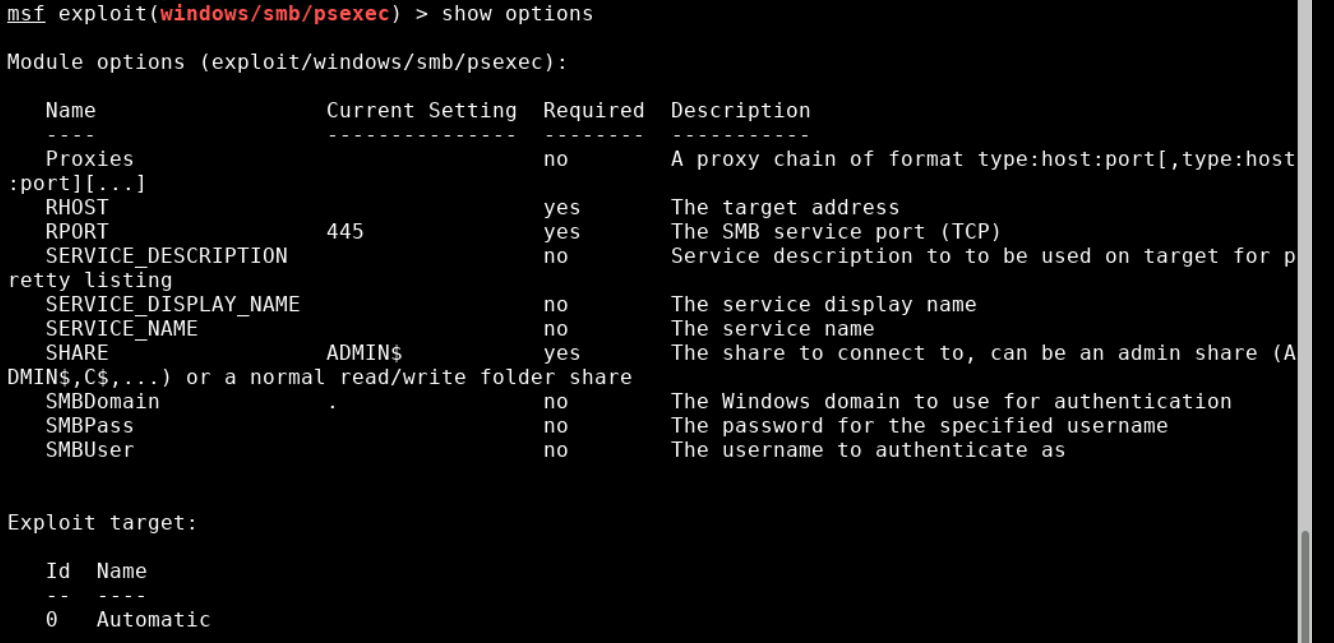 msf exploit(windows/smb/psexec) > show options
Module options (exploit/windows/smb/psexec):
Name Current Setting Required Description
---- --------------- -------- -----------
Proxies no A proxy chain of format type:host:port[,type:host
:port][...]
RHOST yes The target address
RPORT 445 yes The SMB service port (TCP)
SERVICE_DESCRIPTION no Service description to to be used on target for p
retty listing
SERVICE_DISPLAY_NAME no The service display name
SERVICE_NAME no The service name
SHARE ADMIN$ yes The share to connect to, can be an admin share (A
DMIN$,C$,...) or a normal read/write folder share
SMBDomain . no The Windows domain to use for authentication
SMBPass no The password for the specified username
SMBUser no The username to authenticate as
Exploit target:
Id Name
-- ----
0 Automatic